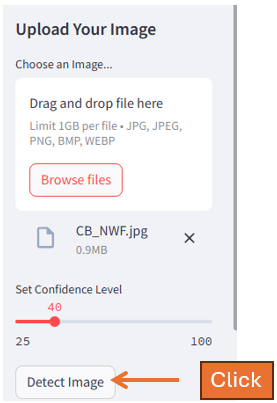 Upload Your Image
Choose an Image...
Drag and drop file here
Limit 1GB per file • JPG, JPEG,
PNG, BMP, WEBP
Browse files
CB_NWF.jpg
0.9MB
Set Confidence Level
40
25 100
Detect Image
Click